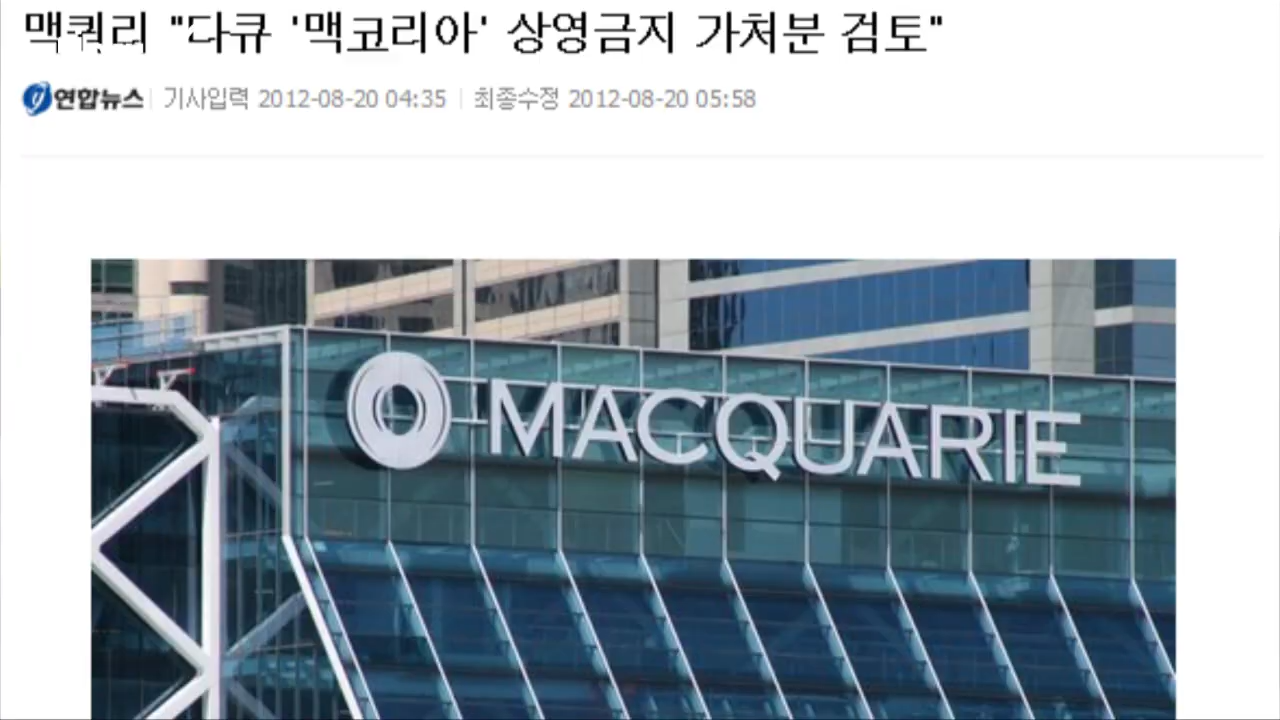 맥쿼리 "다큐 '맥코리아' 상영금지 가처분 검토"
연합뉴스 기사입력 2012-08-20 04:35 최종수정 2012-08-20 05:58
MACQUARIE